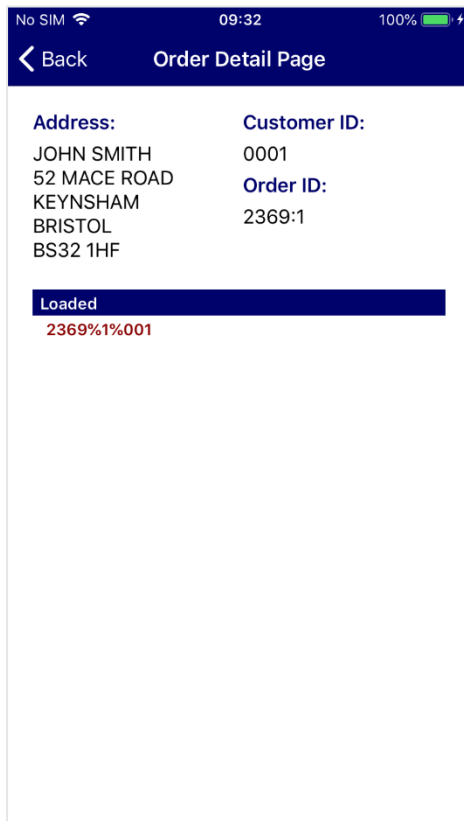 No SIM 09:32 100%
Back Order Detail Page
Address:
JOHN SMITH
52 MACE ROAD
KEYNSHAM
BRISTOL
BS32 1HF
Customer ID:
0001
Order ID:
2369:1
Loaded
2369%1%001